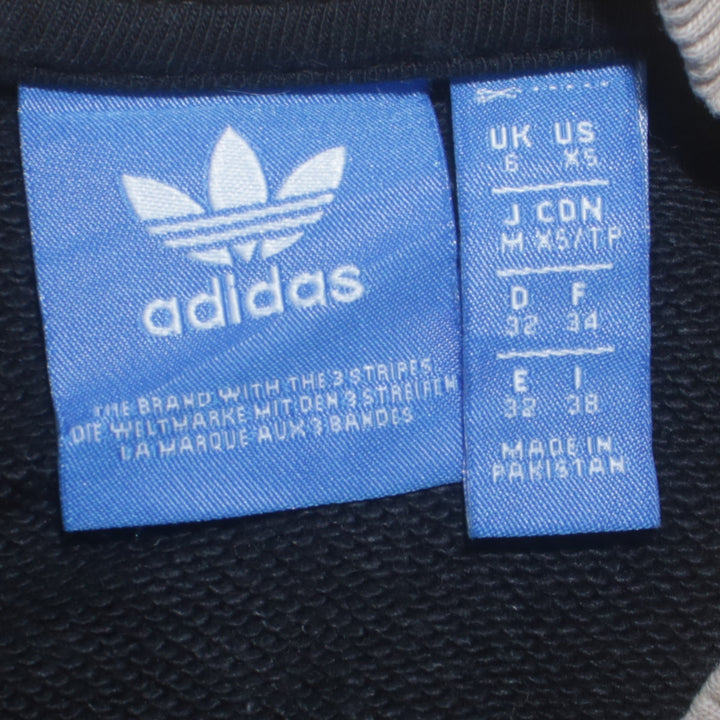 adidas
THE BRAND WITH THE 3 STRIPES
DIE WELTMARKE MIT DEN 3 STREIFEN
LA MARQUE AUX 3 BANDES
UK US
6 XS
J CDN
M XS/TP
D F
32 34
E I
32 38
MADE IN
PAKISTAN